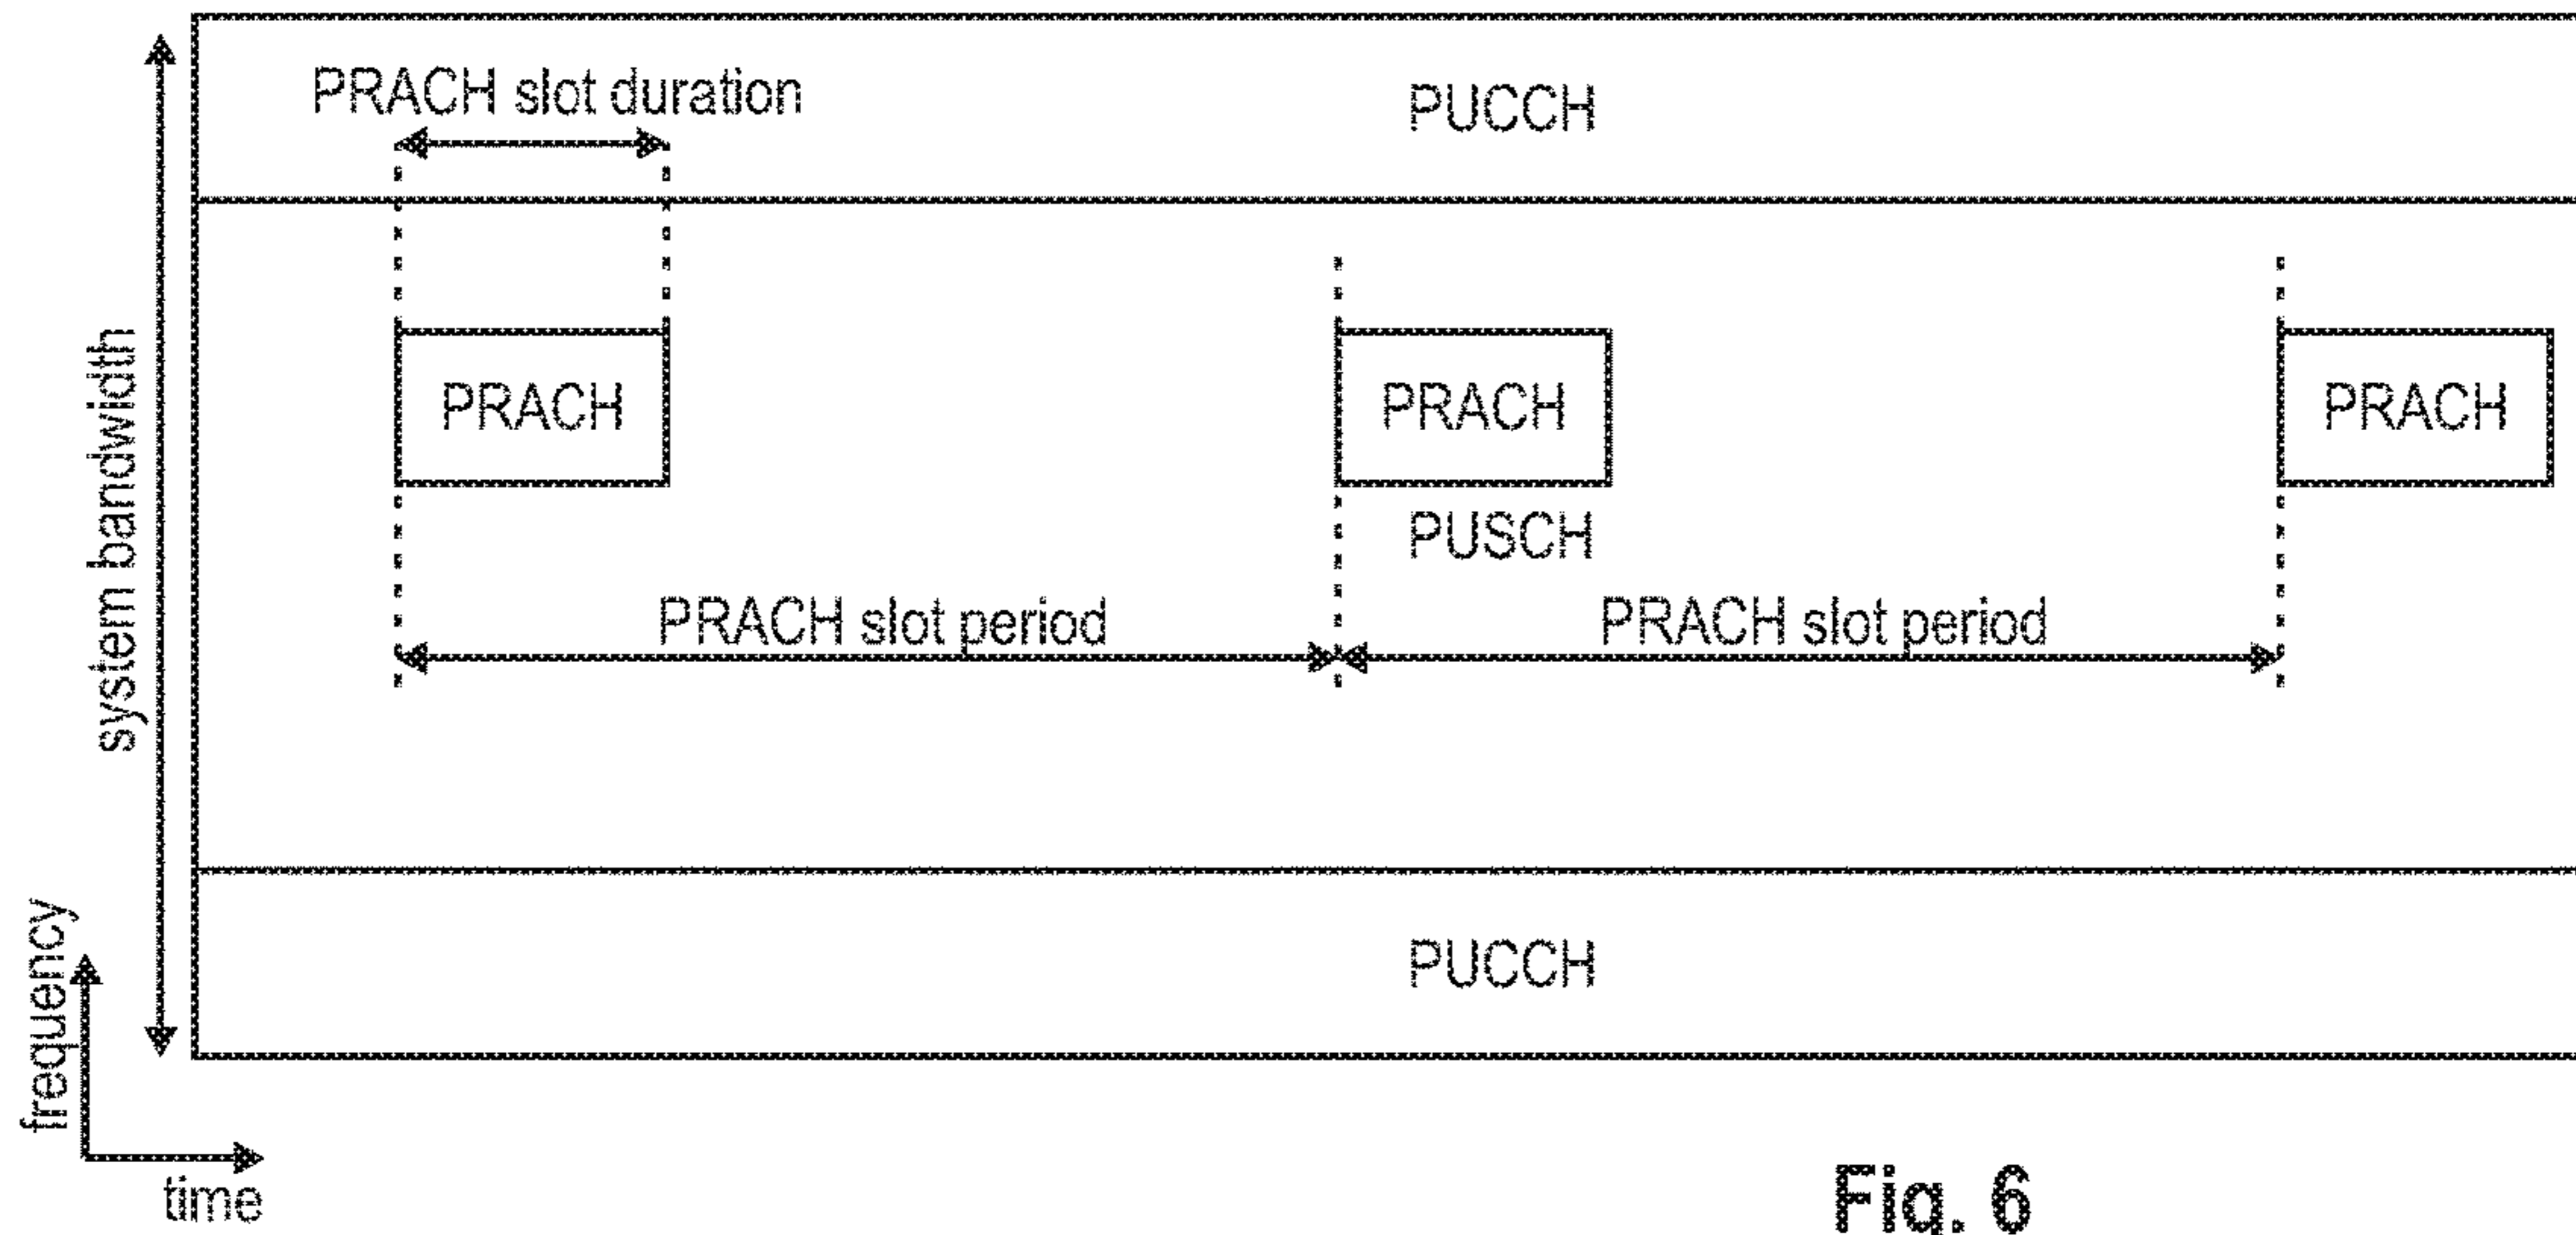 PUCCH
PRACH slot duration
system bandwidth
PRACH
PRACH
PRACH
PUSCH
PRACH slot period
PRACH slot period
PUCCH
frequency
time
Fig. 6